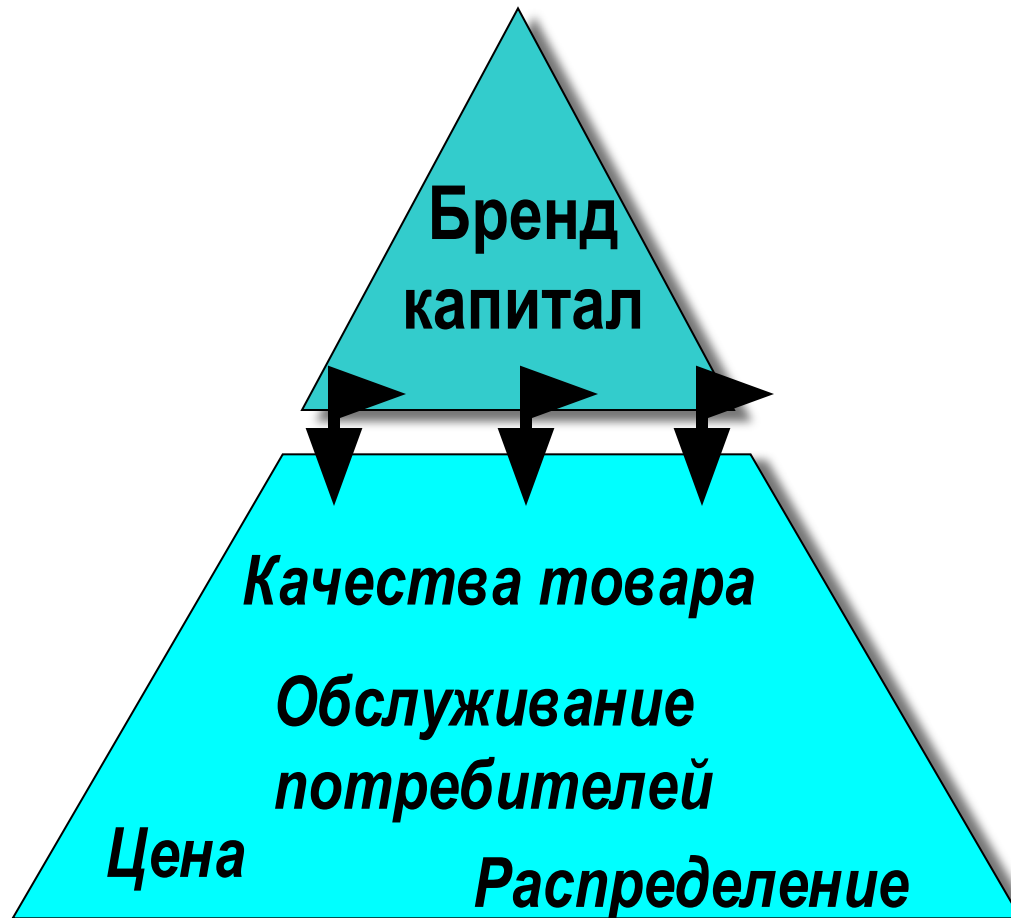 Бренд
капитал
Качества товара
Обслуживание
потребителей
Цена
Распределение